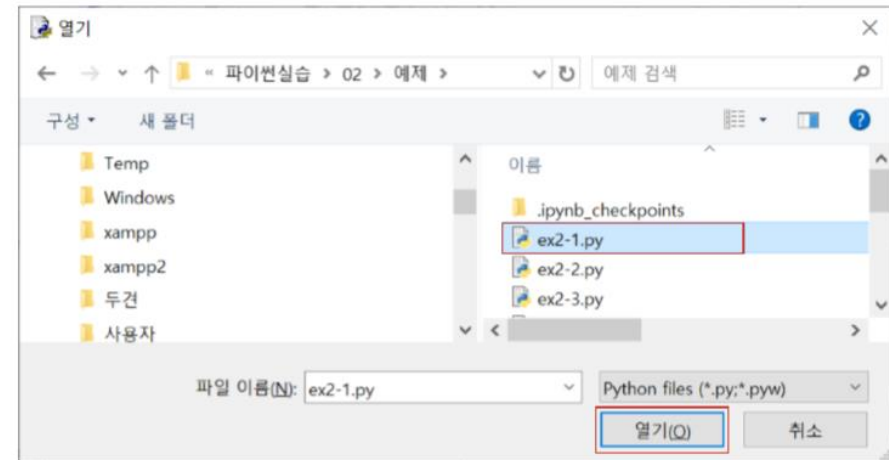 열기
« 파이썬실습 > 02 > 예제 >
예제 검색
구성
새 폴더
Temp
Windows
xampp
xampp2
두견
사용자
이름
.ipynb_checkpoints
ex2-1.py
ex2-2.py
ex2-3.py
파일 이름(N): ex2-1.py
Python files (*.py;*.pyw)
열기(O)
취소